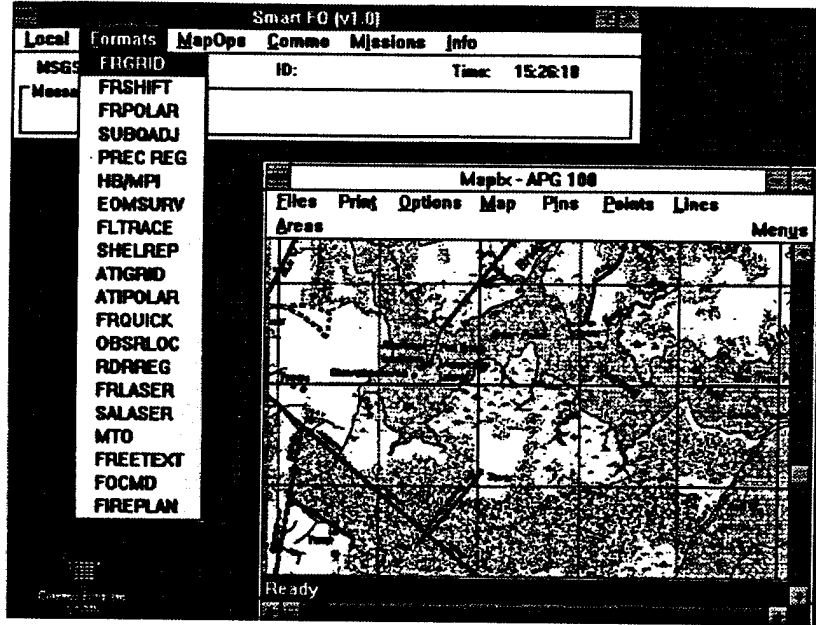 Smart FO (v1.0)
Local Formats MapOps Comms Missions Info
MSGS ID: Time: 15:26:18
Messa
FRGRID
FRSHIFT
FRPOLAR
SUBQADJ
PREC REG
HB/MPI
EOMSURV
FLTRACE
SHELREP
ATIGRID
ATIPOLAR
FRQUICK
OBSRLOC
RDRREG
FRLASER
SALASER
MTO
FREETEXT
FOCMD
FIREPLAN
Mapix - APG 100
Files Print Options Map Pins Points Lines
Areas Menus
Ready